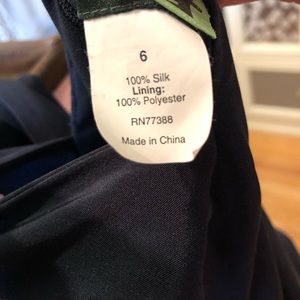 6
100% Silk
Lining:
100% Polyester
RN77388
Made in China